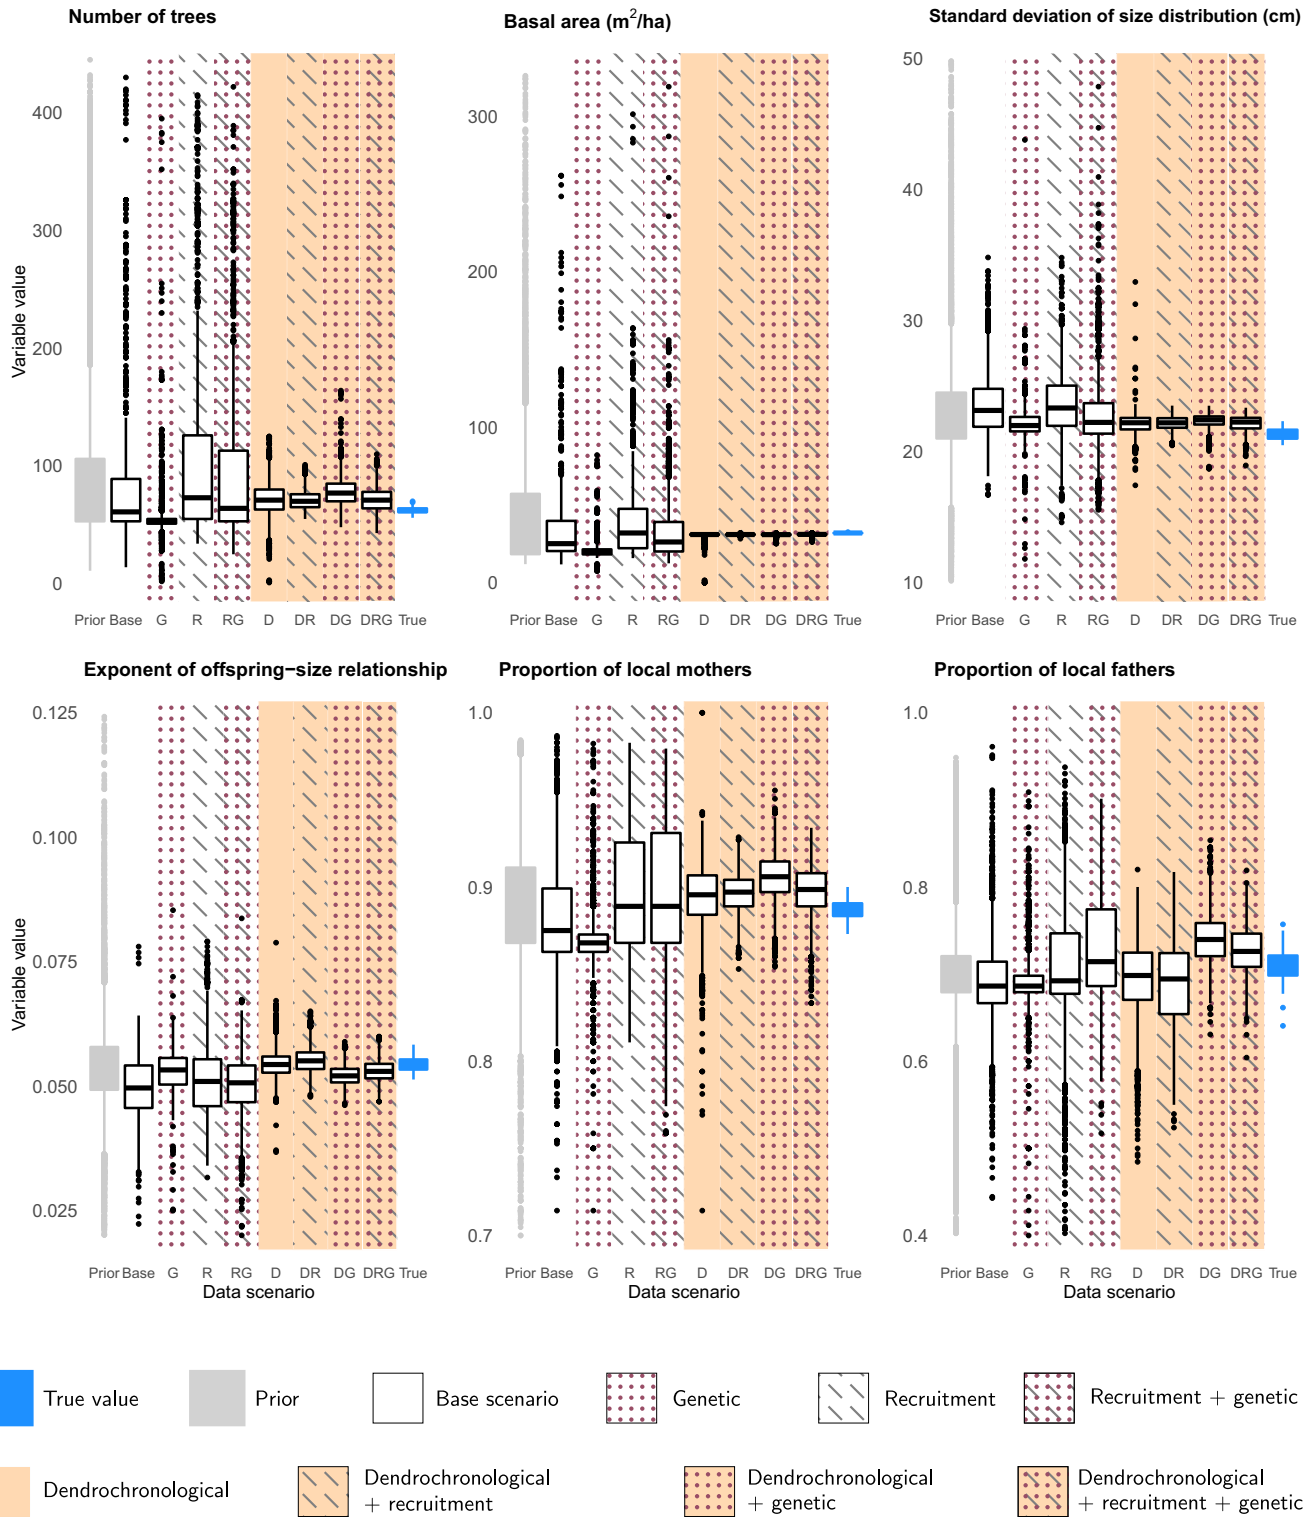 Number of trees
Basal area (m²/ha)
Standard deviation of size distribution (cm)
Variable value
400
300
200
100
0
300
200
100
0
50
40
30
20
10
Prior Base G R RG D DR DG DRG True
Prior Base G R RG D DR DG DRG True
Prior Base G R RG D DR DG DRG True
Exponent of offspring−size relationship
Proportion of local mothers
Proportion of local fathers
Variable value
0.125
0.100
0.075
0.050
0.025
1.0
0.9
0.8
0.7
1.0
0.8
0.6
0.4
Prior Base G R RG D DR DG DRG True
Prior Base G R RG D DR DG DRG True
Prior Base G R RG D DR DG DRG True
Data scenario
Data scenario
Data scenario
True value
Prior
Base scenario
Genetic
Recruitment
Recruitment + genetic
Dendrochronological
Dendrochronological
+ recruitment
Dendrochronological
+ genetic
Dendrochronological
+ recruitment + genetic